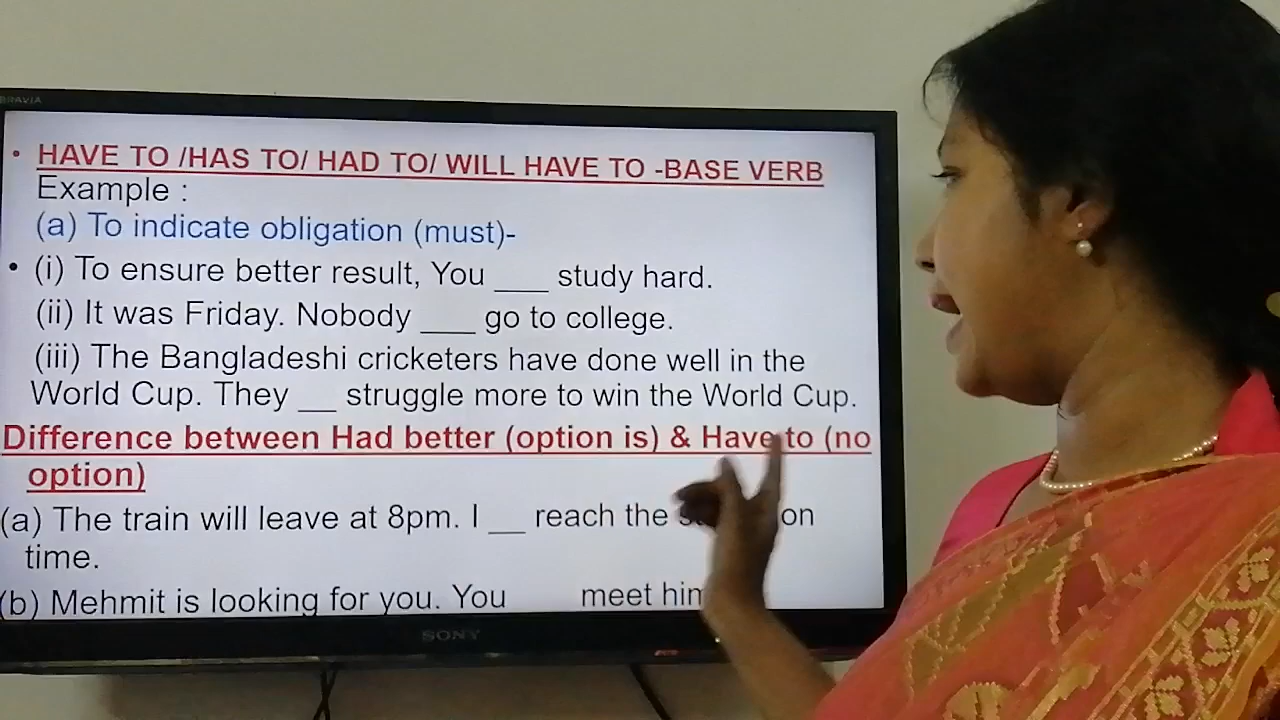 BRAVIA
• HAVE TO /HAS TO/ HAD TO/ WILL HAVE TO -BASE VERB
Example :
(a) To indicate obligation (must)-
• (i) To ensure better result, You ____ study hard.
(ii) It was Friday. Nobody ____ go to college.
(iii) The Bangladeshi cricketers have done well in the
World Cup. They ___ struggle more to win the World Cup.
Difference between Had better (option is) & Have to (no
option)
(a) The train will leave at 8pm. I ___ reach the on
time.
(b) Mehmit is looking for you. You meet
SONY